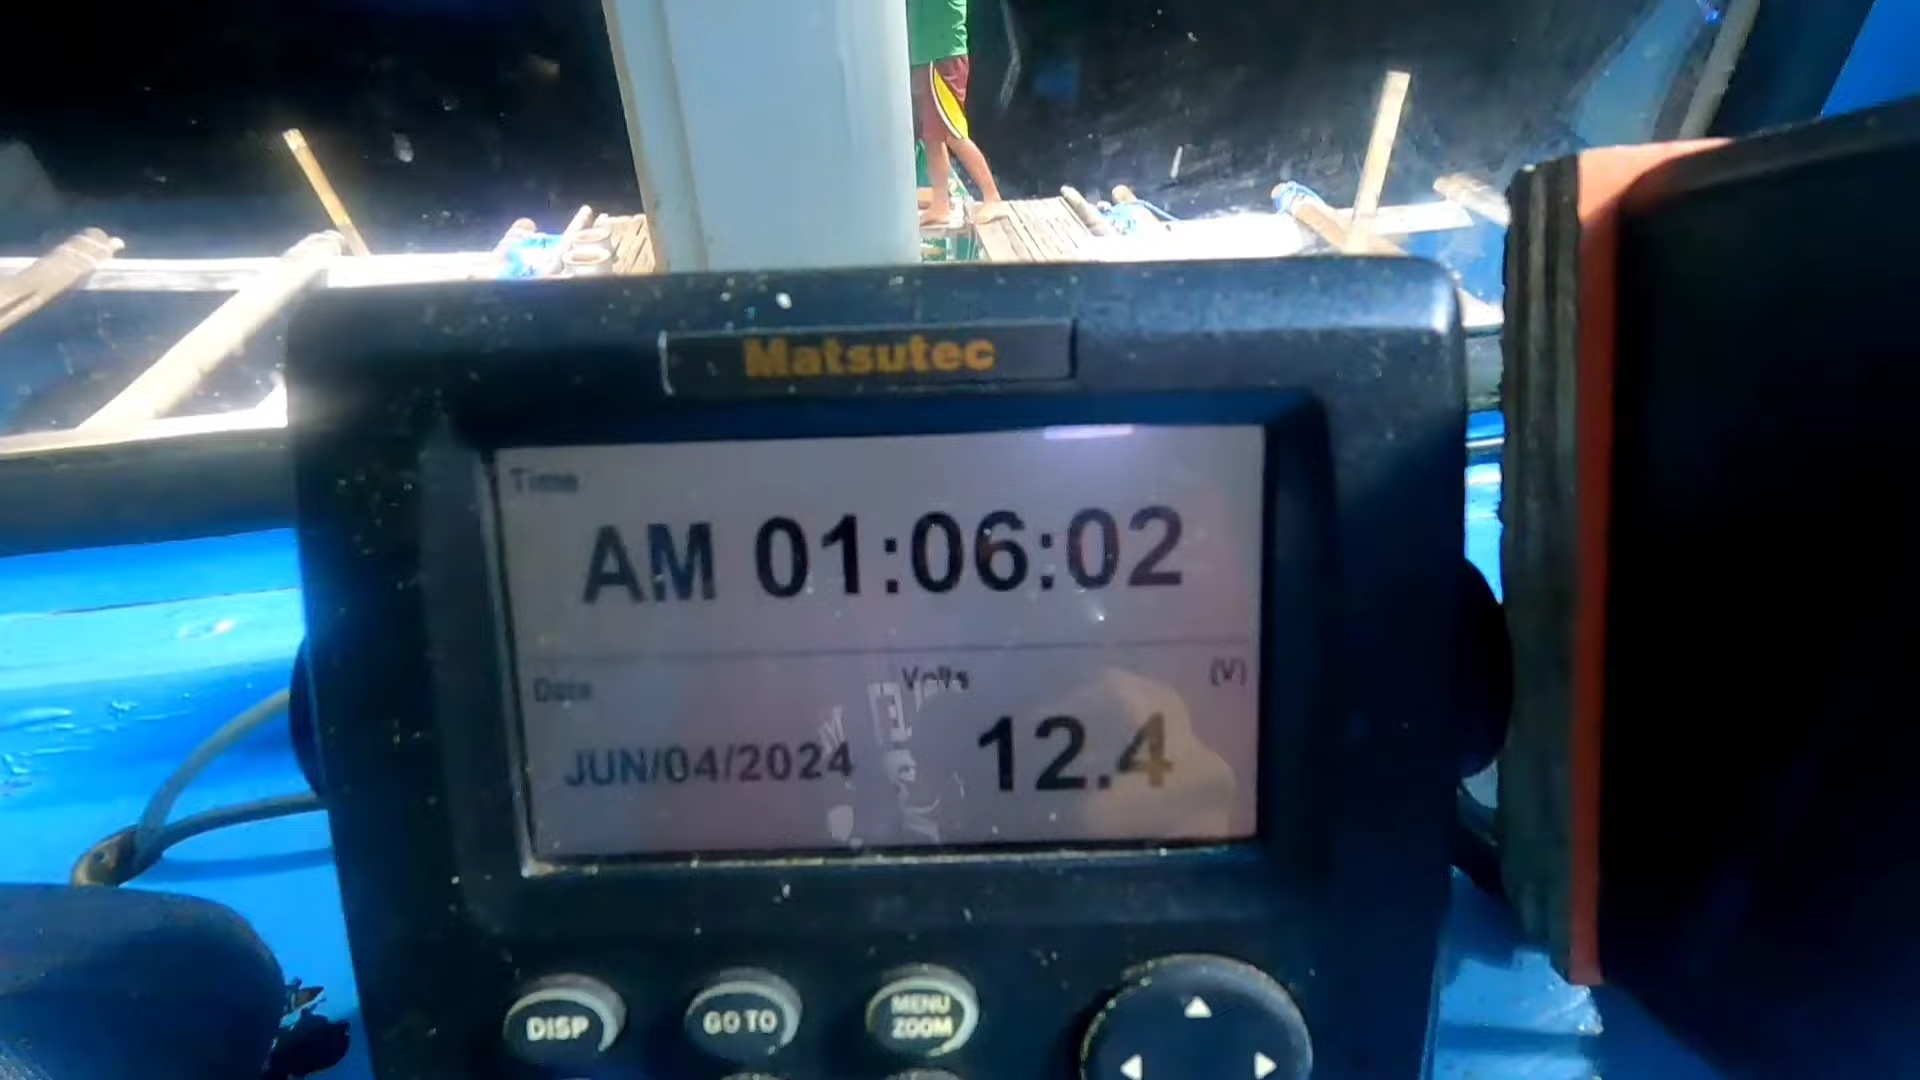 Matsutec
Time
AM 01:06:02
Date
Volts
(V)
JUN/04/2024
12.4
DISP
GO TO
MENU
ZOOM